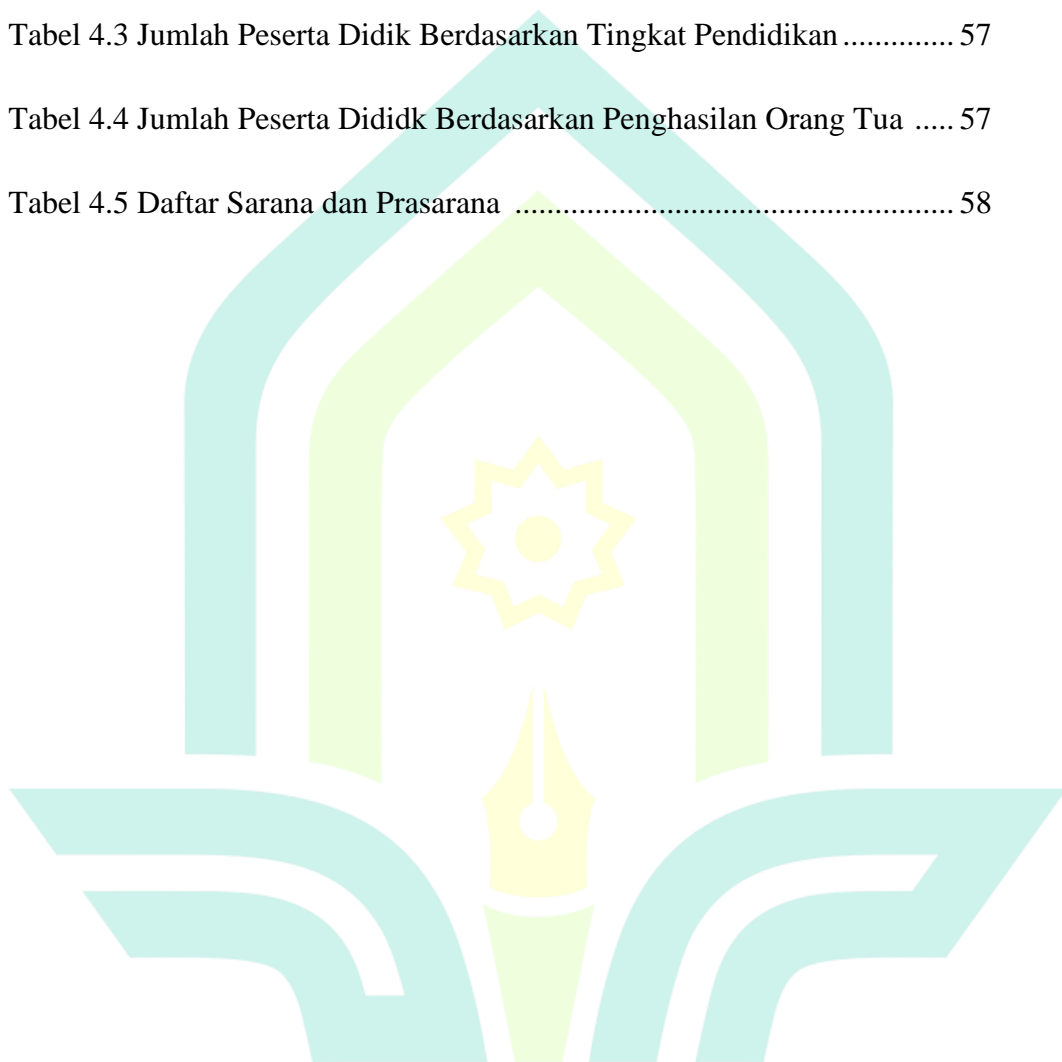 Tabel 4.3 Jumlah Peserta Didik Berdasarkan Tingkat Pendidikan .............. 57
Tabel 4.4 Jumlah Peserta Dididk Berdasarkan Penghasilan Orang Tua ..... 57
Tabel 4.5 Daftar Sarana dan Prasarana ...................................................... 58